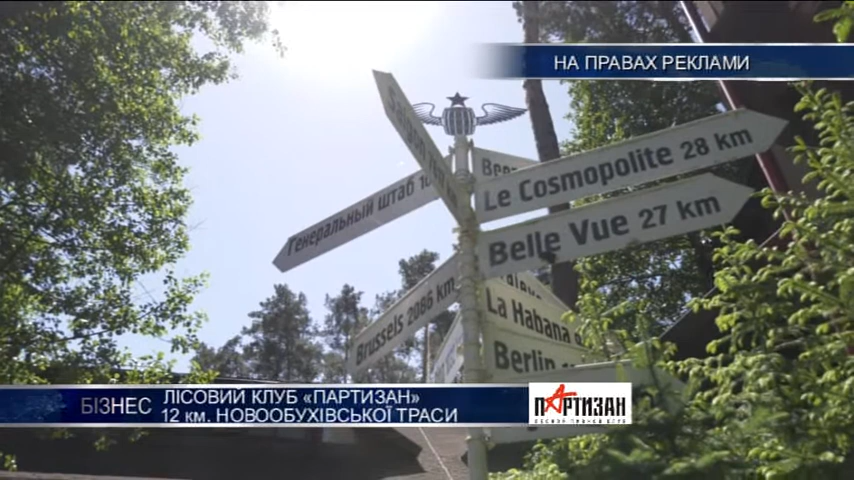 НА ПРАВАХ РЕКЛАМИ
Le Cosmopolite 28 km
Генеральный штаб
Belle Vue 27 km
Brussels 2086 km
La Habana
Berlin
БІЗНЕС
ЛІСОВИЙ КЛУБ «ПАРТИЗАН»
12 км. НОВООБУХІВСЬКОЇ ТРАСИ
ПАРТИЗАН